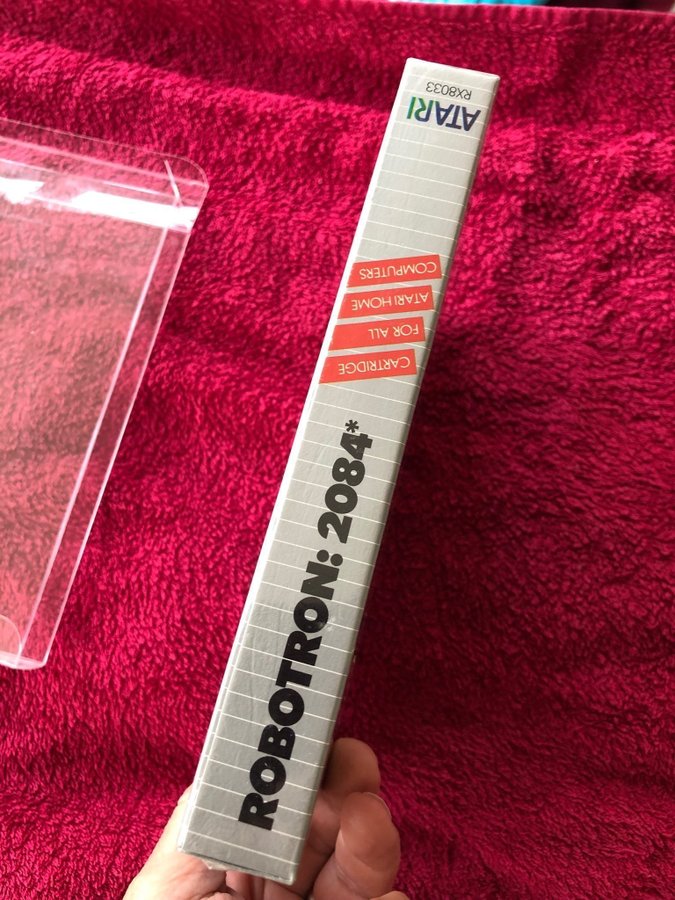 ROBOTRON: 2084*
CARTRIDGE
FOR ALL
ATARI HOME
COMPUTERS
ATARI
RX8033